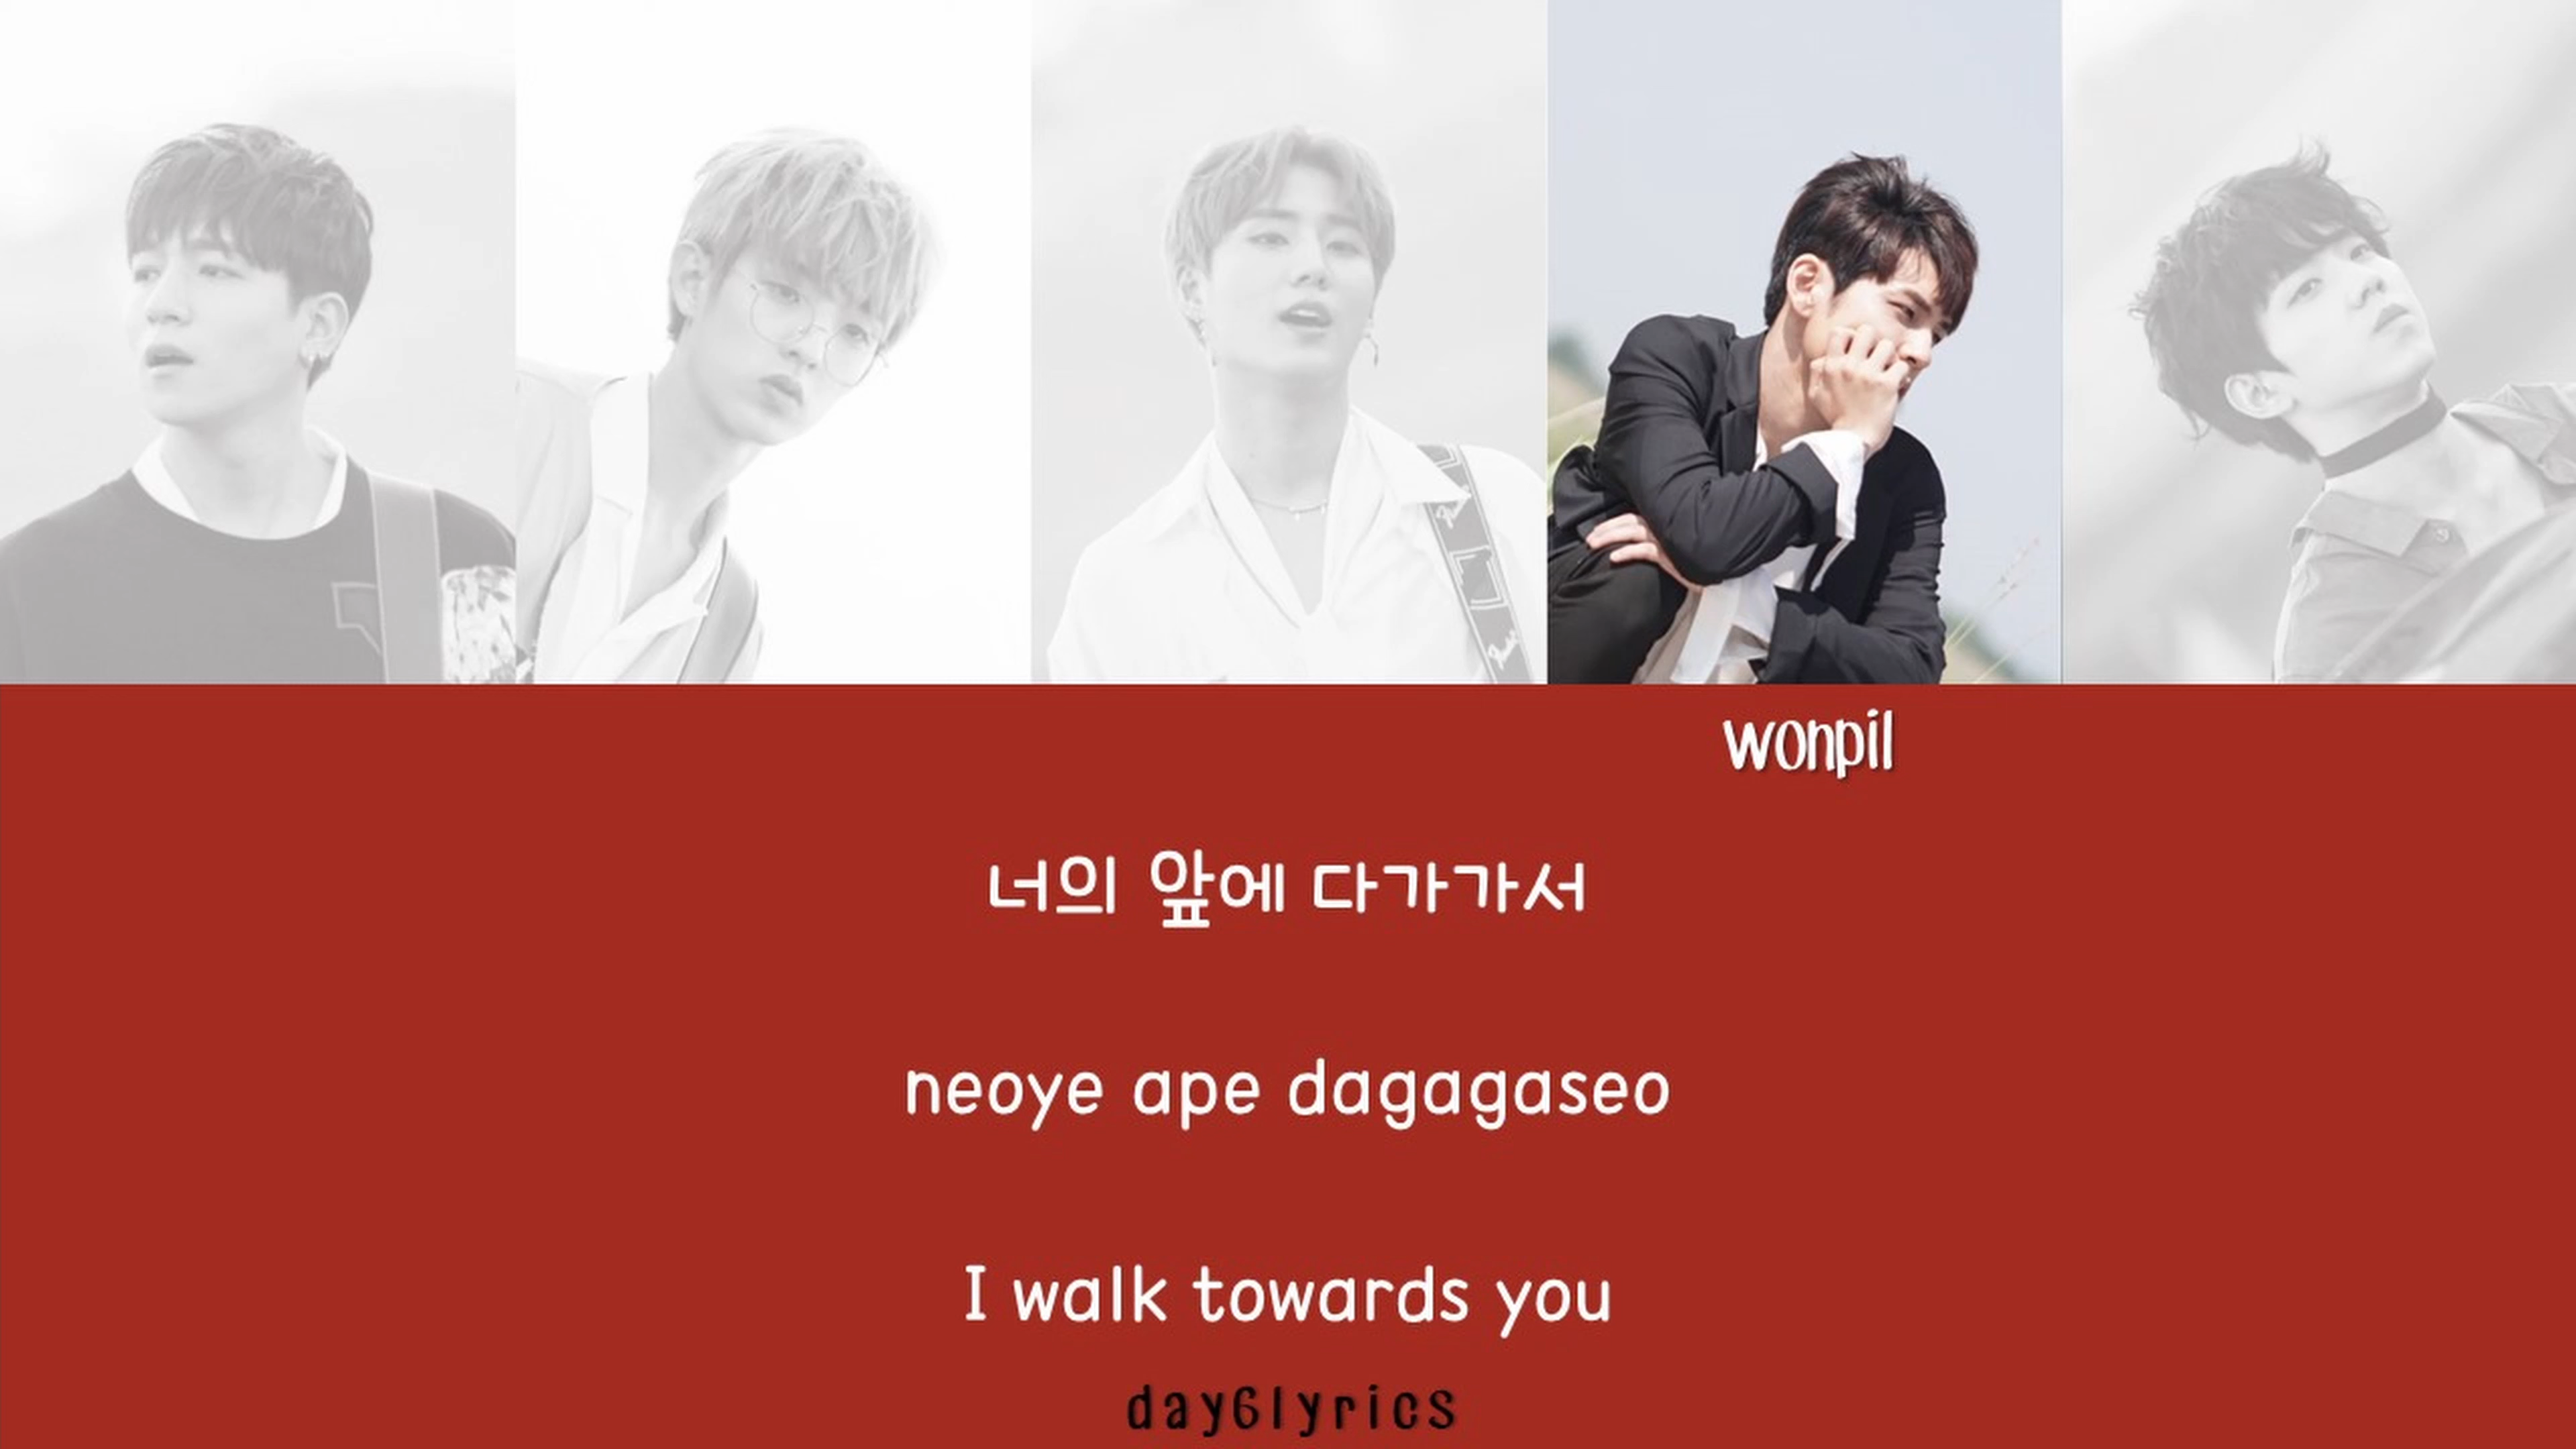 wonpil
너의 앞에 다가가서
neoye ape dagagaseo
I walk towards you
day6lyrics